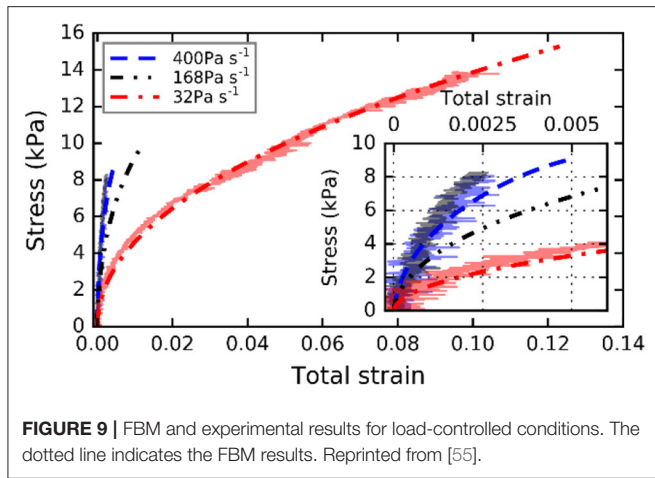 16
14
12
10
8
6
4
2
0
Stress (kPa)
400Pa s⁻¹
168Pa s⁻¹
32Pa s⁻¹
Total strain
0 0.0025 0.005
10
8
6
4
2
0
Stress (kPa)
0.00 0.02 0.04 0.06 0.08 0.10 0.12 0.14
Total strain
FIGURE 9 | FBM and experimental results for load-controlled conditions. The
dotted line indicates the FBM results. Reprinted from [55].